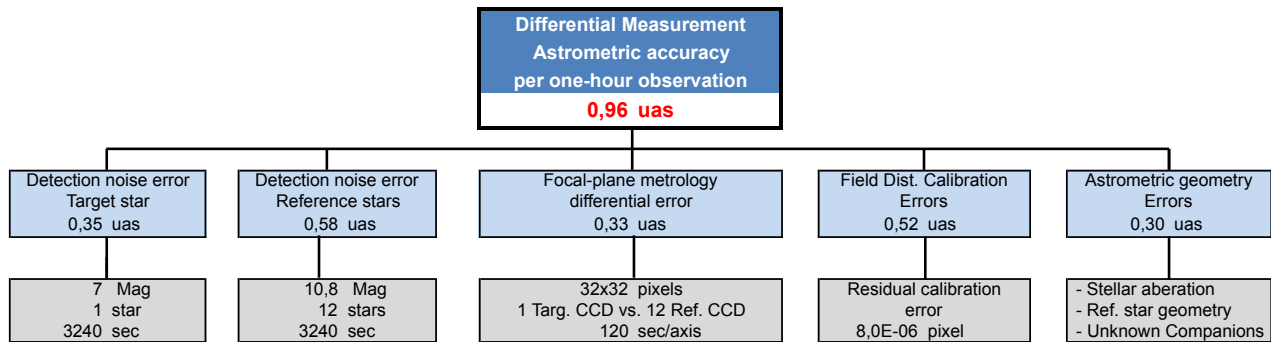 Differential Measurement
Astrometric accuracy
per one-hour observation
0,96 uas
Detection noise error
Target star
0,35 uas
Detection noise error
Reference stars
0,58 uas
Focal-plane metrology
differential error
0,33 uas
Field Dist. Calibration
Errors
0,52 uas
Astrometric geometry
Errors
0,30 uas
7 Mag
1 star
3240 sec
10,8 Mag
12 stars
3240 sec
32x32 pixels
1 Targ. CCD vs. 12 Ref. CCD
120 sec/axis
Residual calibration
error
8,0E-06 pixel
- Stellar aberation
- Ref. star geometry
- Unknown Companions